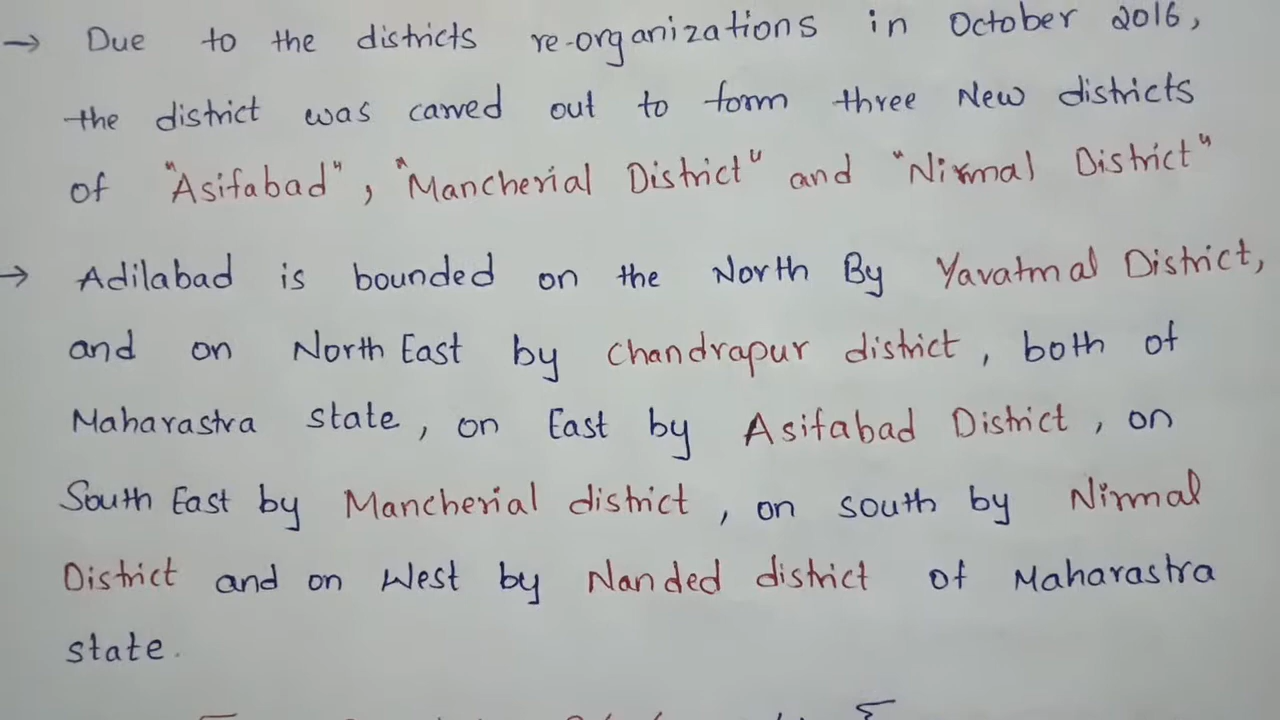 → Due to the districts re-organizations in October 2016,
the district was carved out to form three New districts
of "Asifabad", "Mancherial District" and "Nirmal District"
→ Adilabad is bounded on the North By Yavatmal District,
and on North East by Chandrapur district, both of
Maharastra state, on East by Asifabad District, on
South East by Mancherial district, on south by Nirmal
District and on West by Nanded district of Maharastra
state.